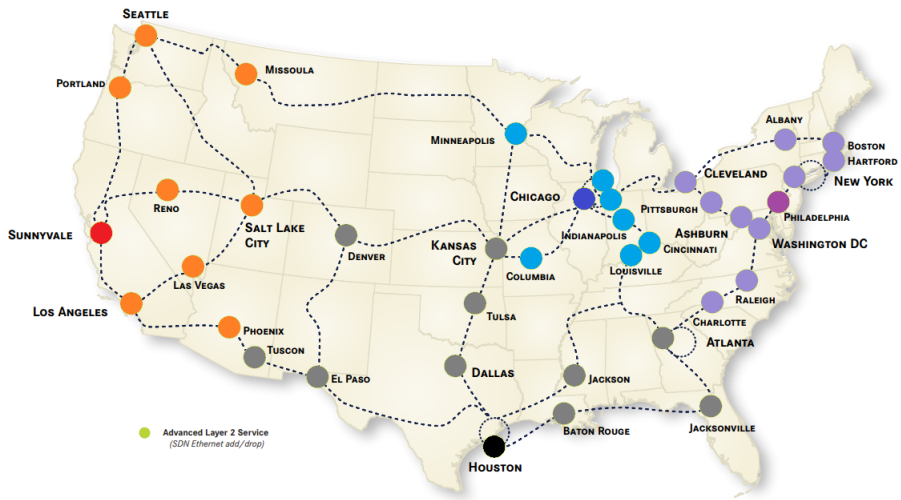 SEATTLE
MISSOULA
PORTLAND
MINNEAPOLIS
ALBANY
BOSTON
HARTFORD
CLEVELAND
NEW YORK
CHICAGO
RENO
PITTSBURGH
PHILADELPHIA
SALT LAKE
CITY
SUNNYVALE
INDIANAPOLIS
ASHBURN
WASHINGTON DC
KANSAS
CITY
CINCINNATI
DENVER
COLUMBIA
LOUISVILLE
LAS VEGAS
RALEIGH
LOS ANGELES
TULSA
CHARLOTTE
PHOENIX
ATLANTA
TUSCON
EL PASO
DALLAS
JACKSON
BATON ROUGE
JACKSONVILLE
Advanced Layer 2 Service
(SDN Ethernet add/drop)
HOUSTON